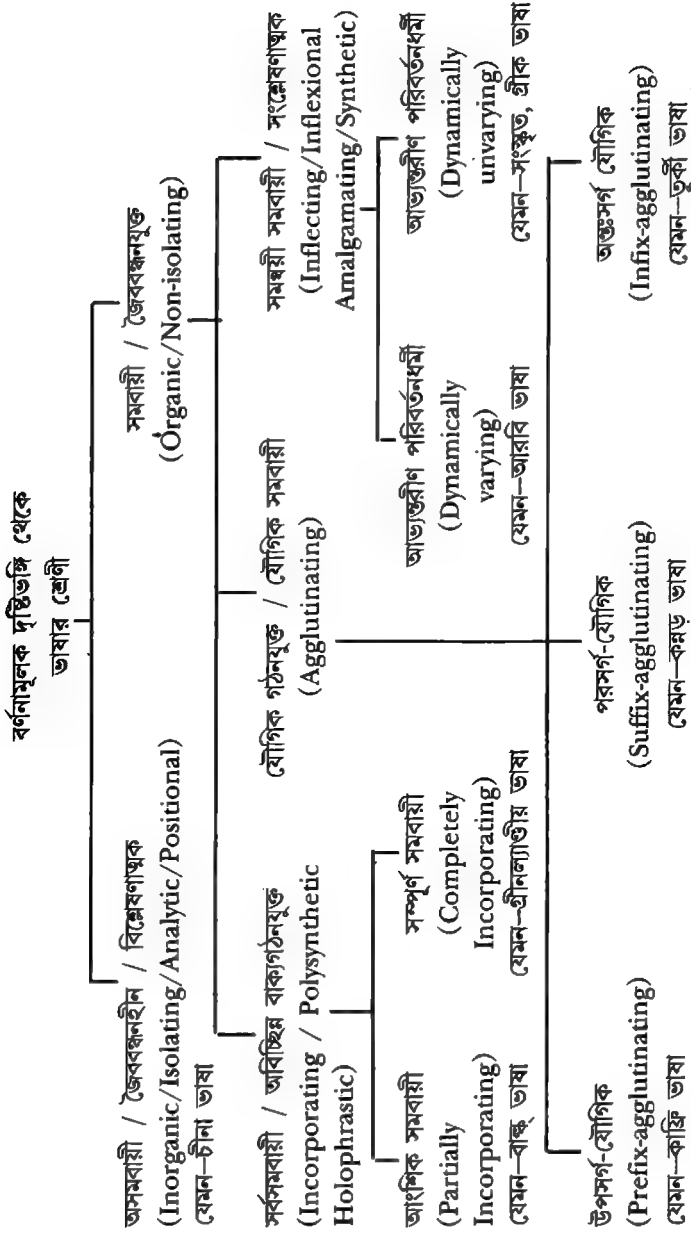 বর্ণনামূলক দৃষ্টিভঙ্গি থেকে
ভাষার শ্রেণী
অসমবায়ী / জৈববন্ধনহীন / বিশ্লেষণাত্মক
(Inorganic/Isolating/Analytic/Positional)
যেমন—চীনা ভাষা
সমবায়ী / জৈববন্ধনযুক্ত
(Organic/Non-isolating)
সর্বসমবায়ী / অবিচ্ছিন্ন বাক্যগঠনযুক্ত
(Incorporating / Polysynthetic
Holophrastic)
যৌগিক গঠনযুক্ত / যৌগিক সমবায়ী
(Agglutinating)
সমন্বয়ী সমবায়ী / সংশ্লেষণাত্মক
(Inflecting/Inflexional
Amalgamating/Synthetic)
আংশিক সমবায়ী
(Partially
Incorporating)
যেমন—বাস্ক্ ভাষা
সম্পূর্ণ সমবায়ী
(Completely
Incorporating)
যেমন—গ্রীনল্যাণ্ডীয় ভাষা
আভ্যন্তরীণ পরিবর্তনধর্মী
(Dynamically
varying)
যেমন—আরবি ভাষা
আভ্যন্তরীণ পরিবর্তনধর্মী
(Dynamically
unvarying)
যেমন—সংস্কৃত, গ্রীক ভাষা
উপসর্গ-যৌগিক
(Prefix-agglutinating)
যেমন—কাফ্রি ভাষা
পরসর্গ-যৌগিক
(Suffix-agglutinating)
যেমন—কন্নড় ভাষা
অন্তঃসর্গ যৌগিক
(Infix-agglutinating)
যেমন—তুর্কী ভাষা